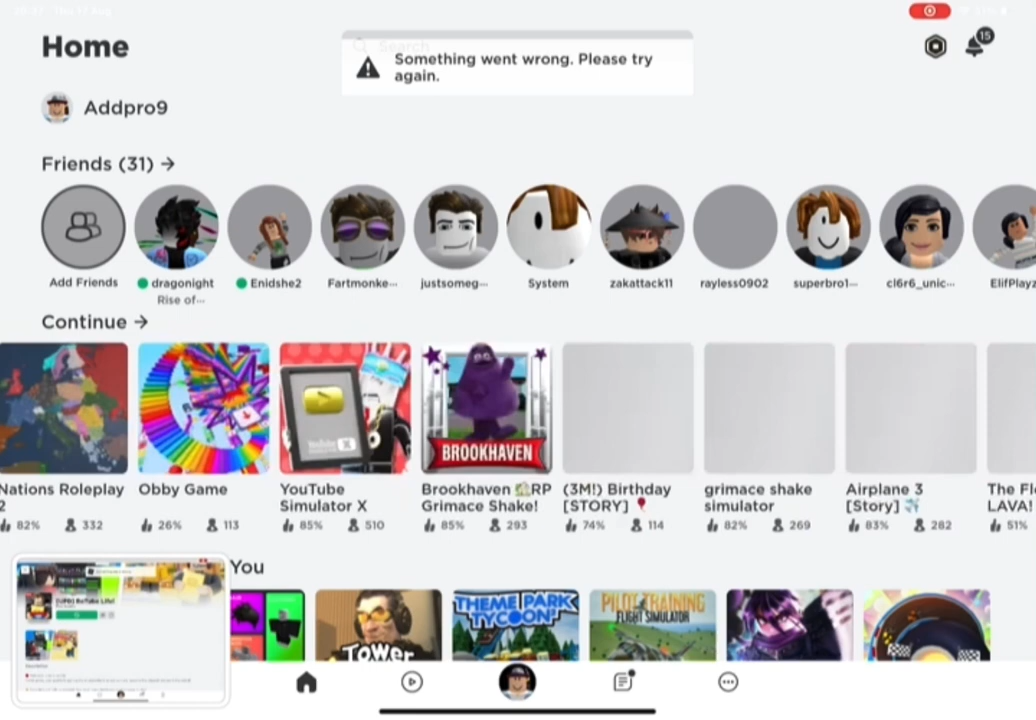 Home
Search
15
Something went wrong. Please try
again.
Addpro9
Friends (31) →
Add Friends
dragonight
Rise of...
Enidshe2
Fartmonke...
justsomeg...
System
zakattack11
rayless0902
superbro1...
cl6r6_unic...
ElifPlayz
Continue →
BROOKHAVEN
Nations Roleplay
2
82% 332
Obby Game
26% 113
YouTube
Simulator X
85% 510
Brookhaven 🏡RP
Grimace Shake!
85% 293
(3M!) Birthday
[STORY] 🎈
74% 114
grimace shake
simulator
82% 269
Airplane 3
[Story] ✈️
83% 282
The Fl
LAVA!
51%
You
TOWER
THEME PARK
TYCOON
PILOT TRAINING
FLIGHT SIMULATOR